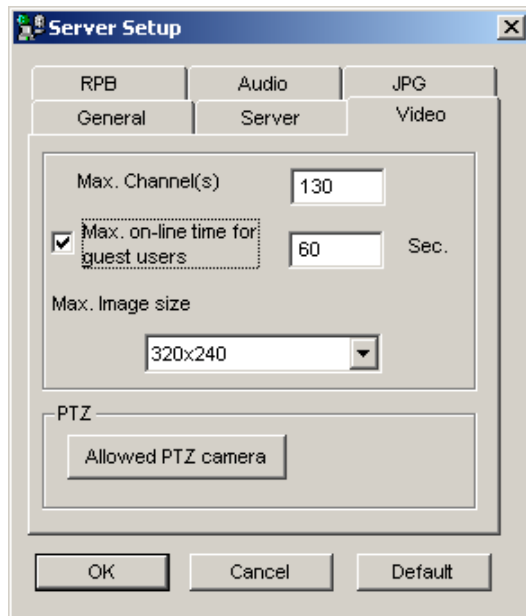 Server Setup
RPB
Audio
JPG
General
Server
Video
Max. Channel(s)
130
Max. on-line time for
guest users
60
Sec.
Max. Image size
320x240
PTZ
Allowed PTZ camera
OK
Cancel
Default